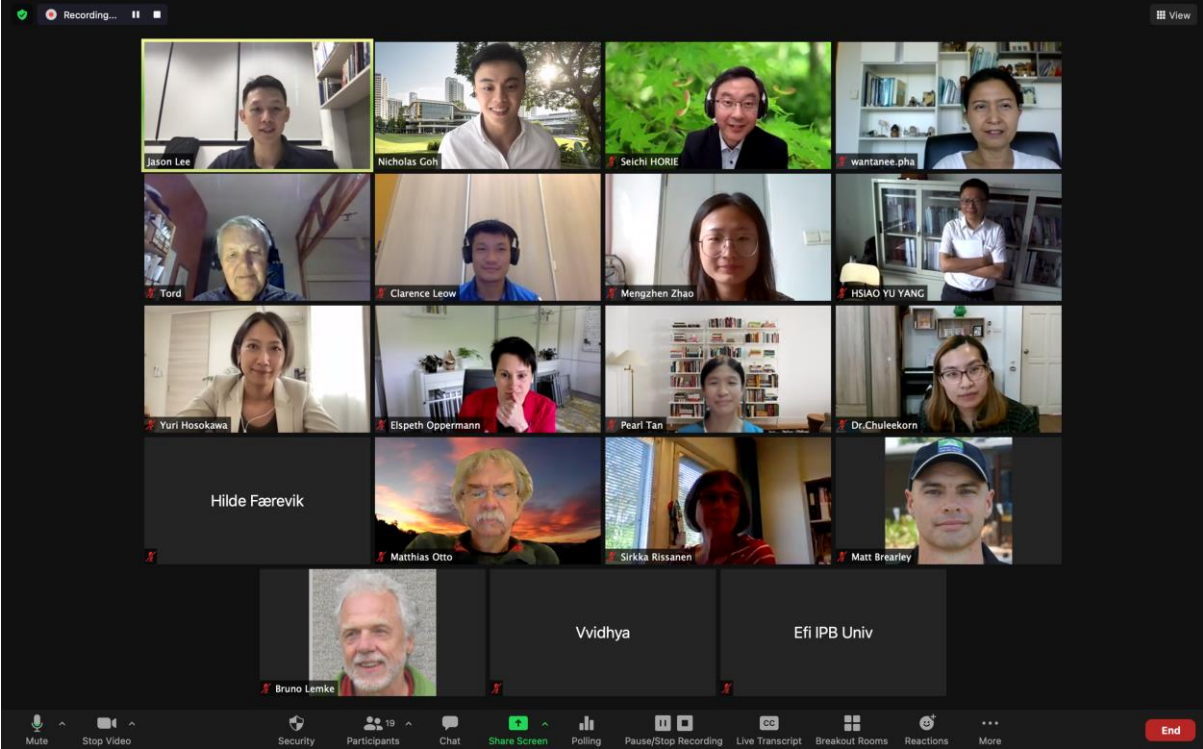 Recording...
View
Jason Lee
Nicholas Goh
Seichi HORIE
wantanee.pha
Tord
Clarence Leow
Mengzhen Zhao
HSIAO YU YANG
Yuri Hosokawa
Elspeth Oppermann
Pearl Tan
Dr.Chuleekorn
Hilde Færevik
Matthias Otto
Sirkka Rissanen
Matt Brearley
Bruno Lemke
Vvidhya
Efi IPB Univ
Mute
Stop Video
Security
19
Participants
Chat
Share Screen
Polling
Pause/Stop Recording
CC
Live Transcript
Breakout Rooms
Reactions
More
End